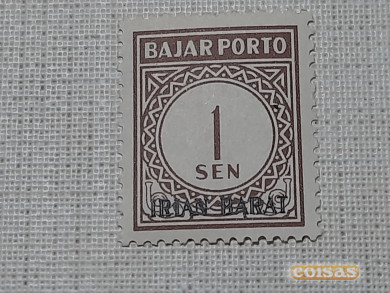 BAJAR PORTO
1
SEN
IRIAN BARAT
coisas